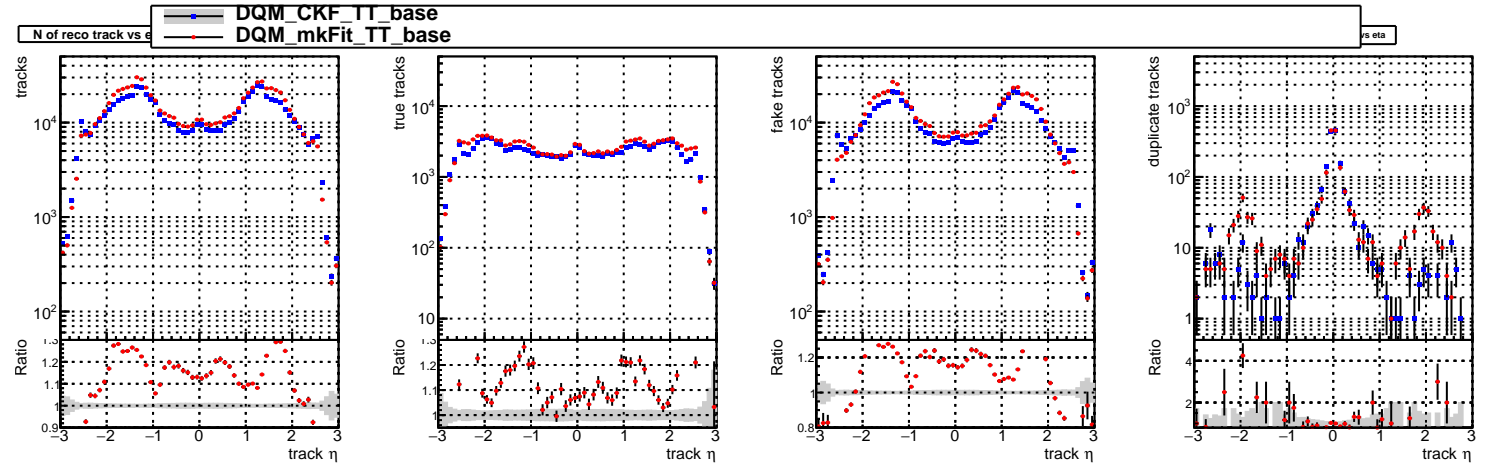 DQM_CKF_TT_base
DQM_mkFit_TT_base
N of reco track vs e
vs eta
tracks
10⁴
10³
10²
Ratio
1.3
1.2
1.1
1
0.9
−3 −2 −1 0 1 2 3
track η
true tracks
10⁴
10³
10²
10
Ratio
1.3
1.2
1.1
1
−3 −2 −1 0 1 2 3
track η
fake tracks
10⁴
10³
10²
Ratio
1.2
1
0.8
−3 −2 −1 0 1 2 3
track η
duplicate tracks
10³
10²
10
1
Ratio
4
2
−3 −2 −1 0 1 2 3
track η